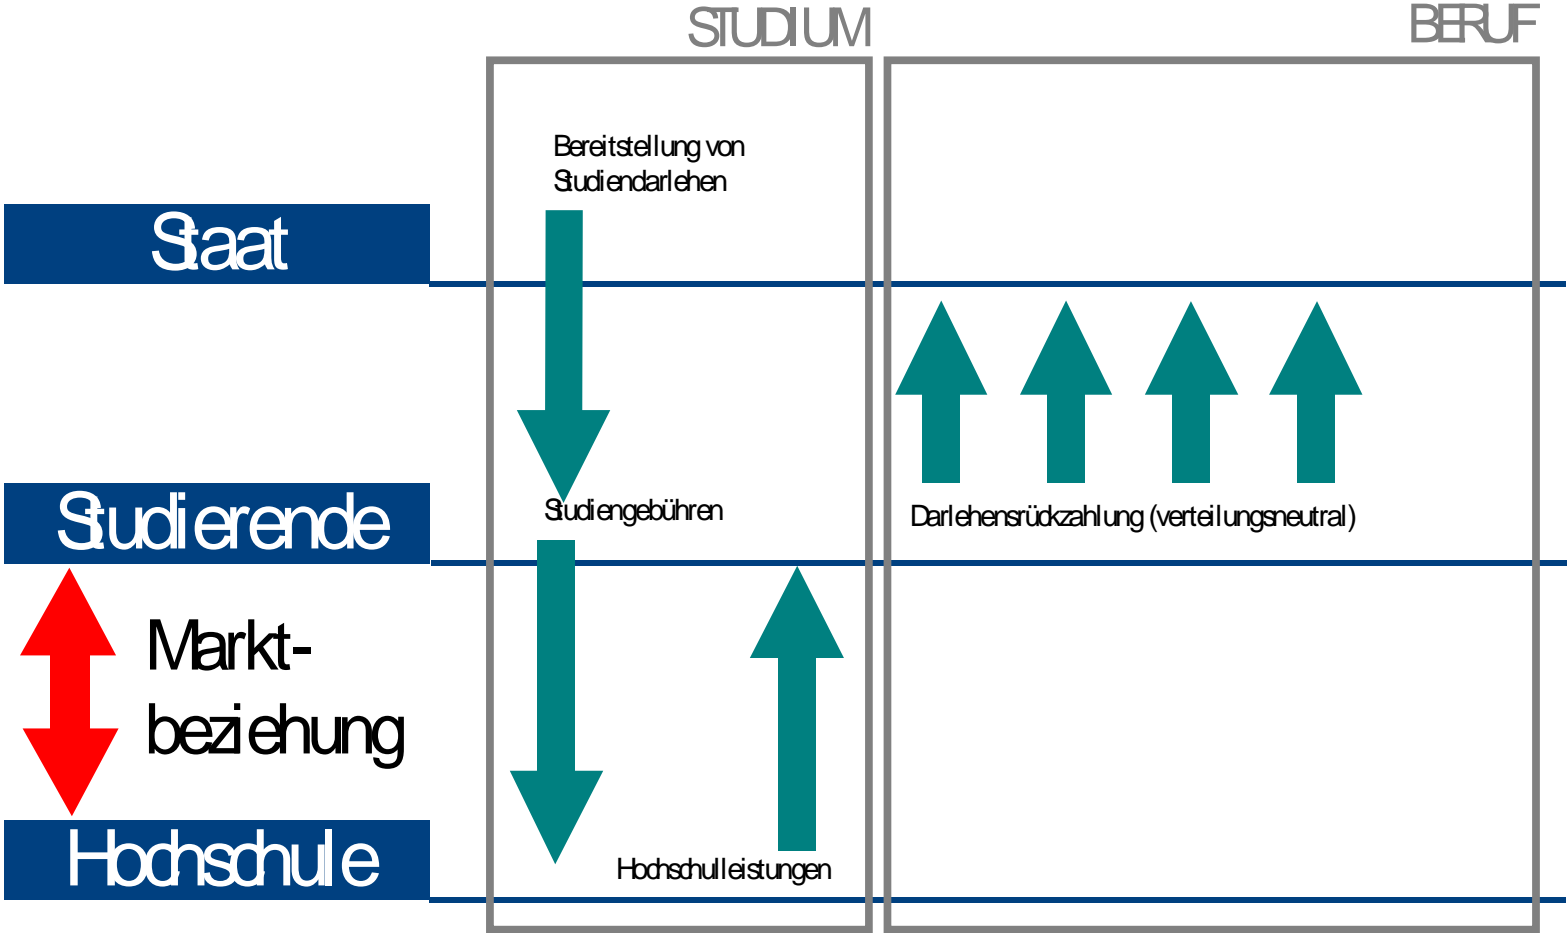 STUDIUM
BERUF
Bereitstellung von
Studiendarlehen
Staat
Studierende
Studiengebühren
Darlehensrückzahlung (verteilungsneutral)
Markt-
beziehung
Hochschule
Hochschulleistungen